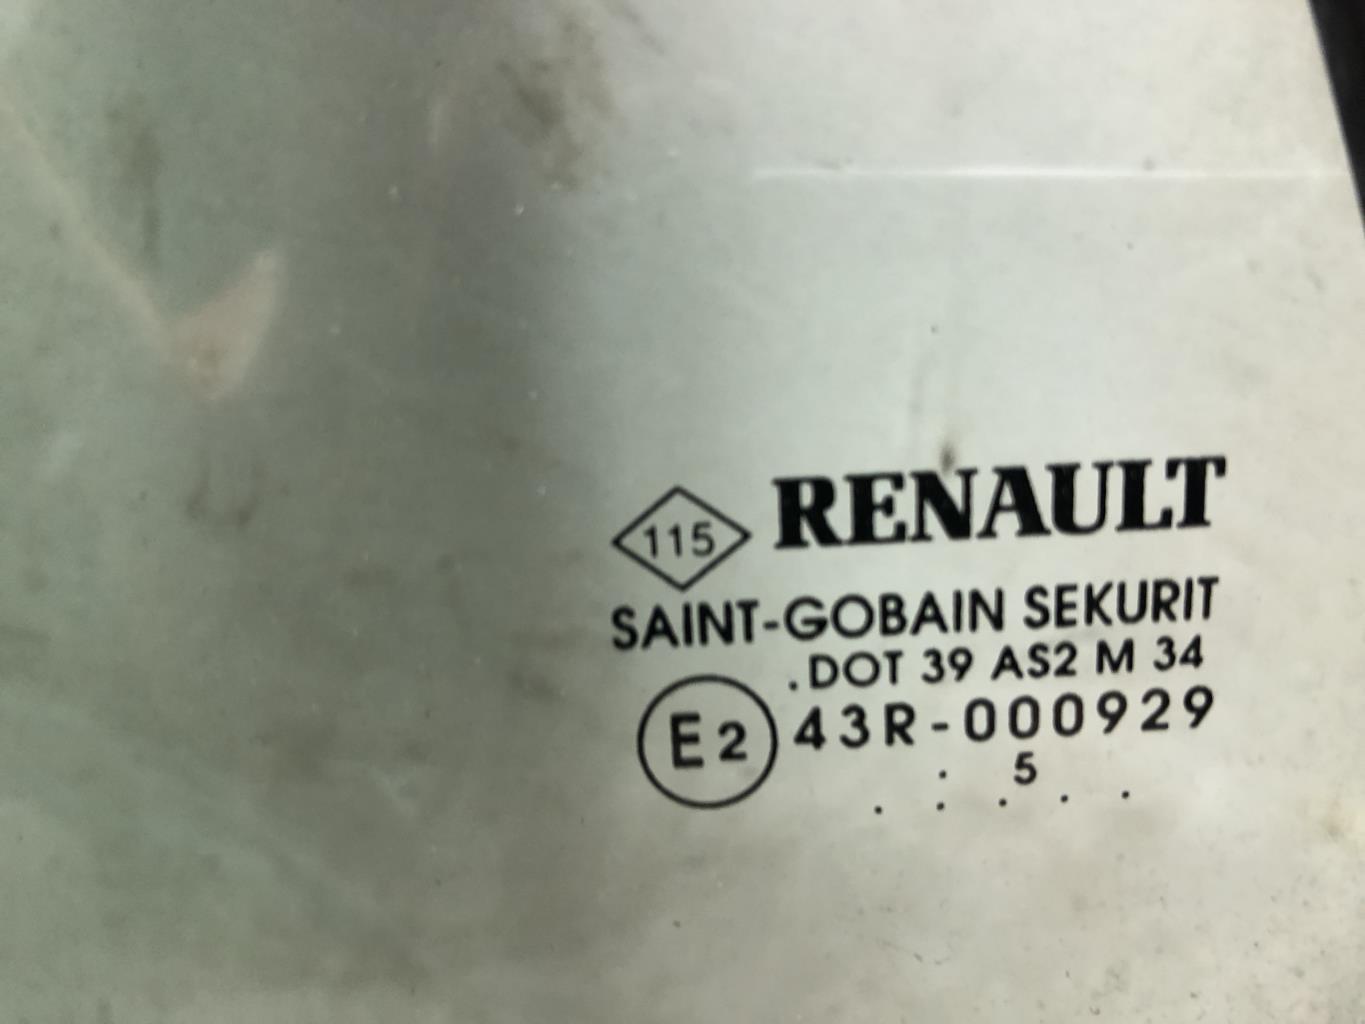 115 RENAULT
SAINT-GOBAIN SEKURIT
.DOT 39 AS2 M 34
E2 43R-000929
. 5
. . . . .